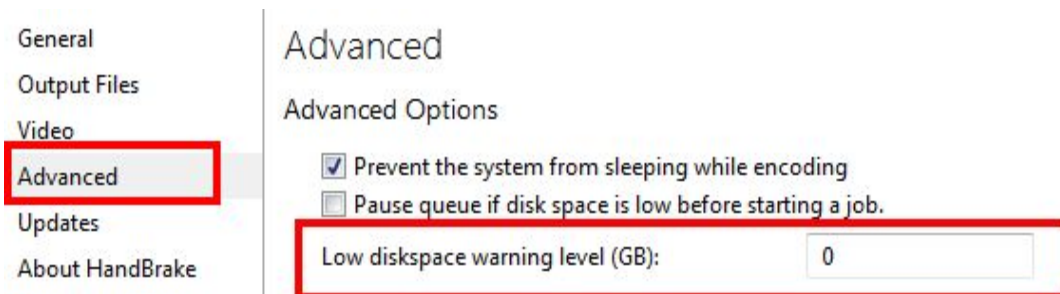 General
Output Files
Video
Advanced
Updates
About HandBrake
Advanced
Advanced Options
Prevent the system from sleeping while encoding
Pause queue if disk space is low before starting a job.
Low diskspace warning level (GB): 0